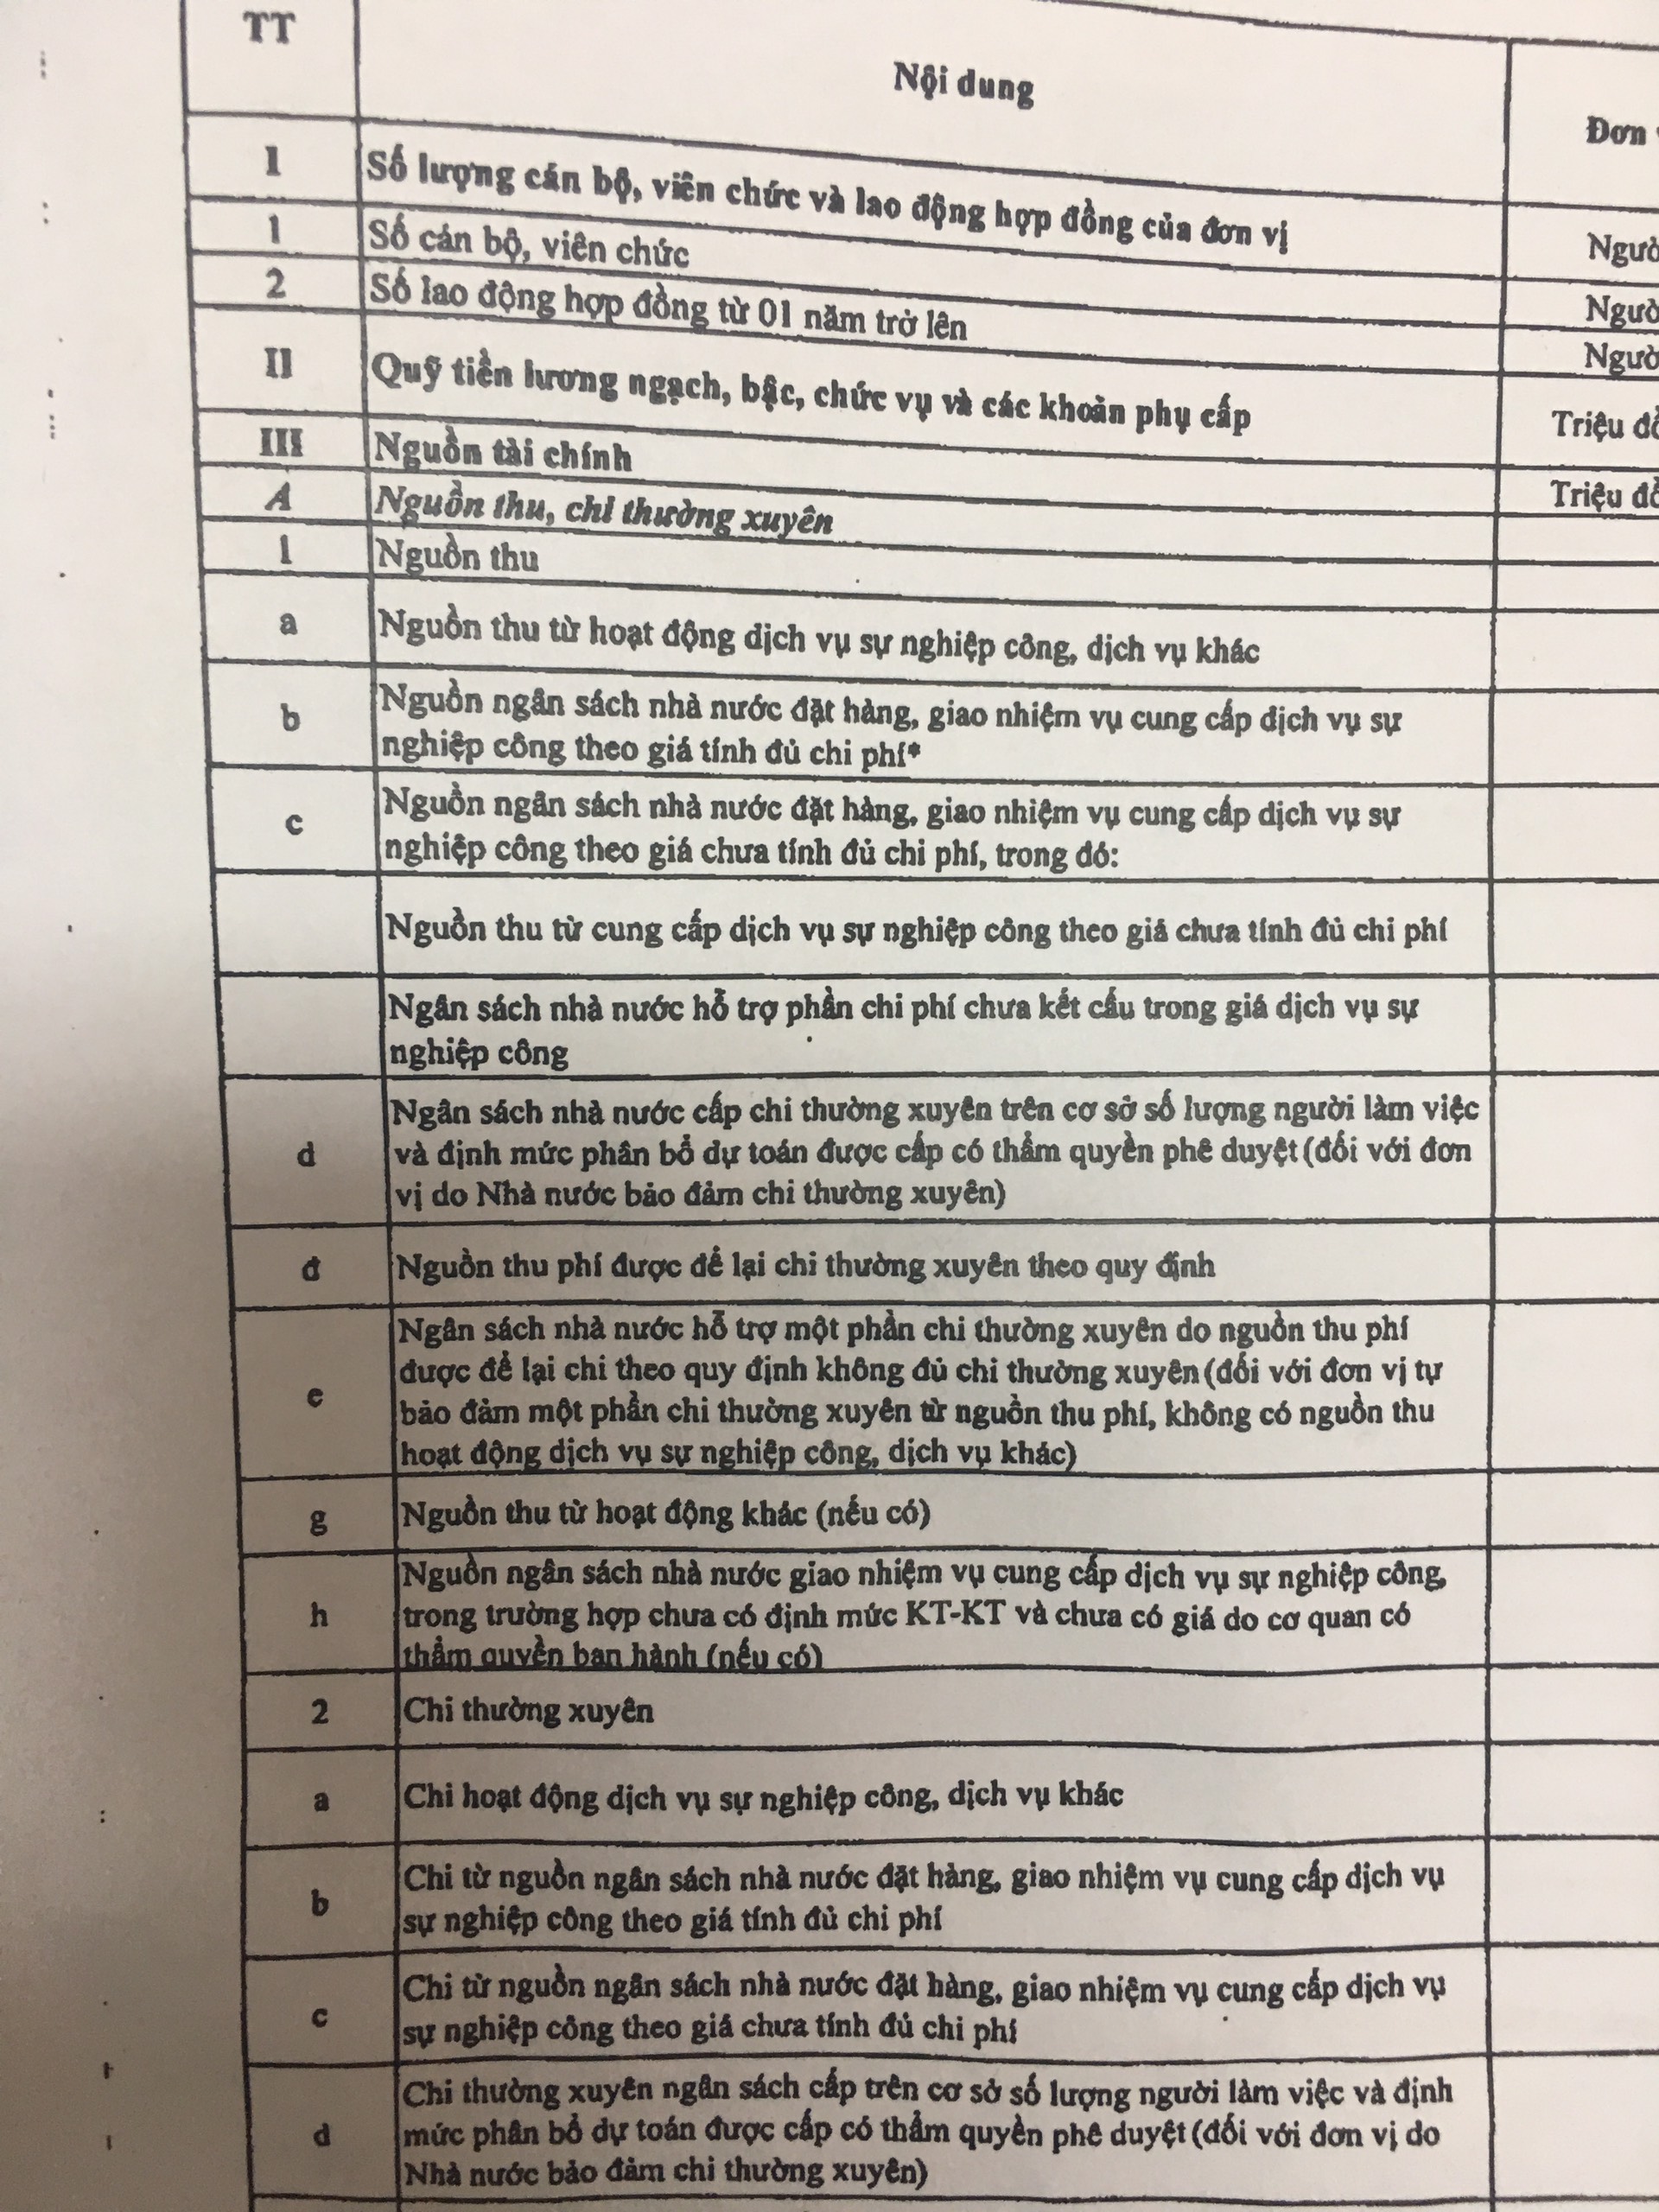 TT
Nội dung
Đơn
I
Số lượng cán bộ, viên chức và lao động hợp đồng của đơn vị
1
Số cán bộ, viên chức
2
Số lao động hợp đồng từ 01 năm trở lên
II
Quỹ tiền lương ngạch, bậc, chức vụ và các khoản phụ cấp
Triệu
III
Nguồn tài chính
Triệu
A
Nguồn thu, chi thường xuyên
1
Nguồn thu
a
Nguồn thu từ hoạt động dịch vụ sự nghiệp công, dịch vụ khác
b
Nguồn ngân sách nhà nước đặt hàng, giao nhiệm vụ cung cấp dịch vụ sự
nghiệp công theo giá tính đủ chi phí*
c
Nguồn ngân sách nhà nước đặt hàng, giao nhiệm vụ cung cấp dịch vụ sự
nghiệp công theo giá chưa tính đủ chi phí, trong đó:
Nguồn thu từ cung cấp dịch vụ sự nghiệp công theo giá chưa tính đủ chi phí
Ngân sách nhà nước hỗ trợ phần chi phí chưa kết cấu trong giá dịch vụ sự
nghiệp công
d
Ngân sách nhà nước cấp chi thường xuyên trên cơ sở số lượng người làm việc
và định mức phân bổ dự toán được cấp có thẩm quyền phê duyệt (đối với đơn
vị do Nhà nước bảo đảm chi thường xuyên)
đ
Nguồn thu phí được để lại chi thường xuyên theo quy định
e
Ngân sách nhà nước hỗ trợ một phần chi thường xuyên do nguồn thu phí
được để lại chi theo quy định không đủ chi thường xuyên (đối với đơn vị tự
bảo đảm một phần chi thường xuyên từ nguồn thu phí, không có nguồn thu
hoạt động dịch vụ sự nghiệp công, dịch vụ khác)
g
Nguồn thu từ hoạt động khác (nếu có)
h
Nguồn ngân sách nhà nước giao nhiệm vụ cung cấp dịch vụ sự nghiệp công,
trong trường hợp chưa có định mức KT-KT và chưa có giá do cơ quan có
thẩm quyền ban hành (nếu có)
2
Chi thường xuyên
a
Chi hoạt động dịch vụ sự nghiệp công, dịch vụ khác
b
Chi từ nguồn ngân sách nhà nước đặt hàng, giao nhiệm vụ cung cấp dịch vụ
sự nghiệp công theo giá tính đủ chi phí
c
Chi từ nguồn ngân sách nhà nước đặt hàng, giao nhiệm vụ cung cấp dịch vụ
sự nghiệp công theo giá chưa tính đủ chi phí
d
Chi thường xuyên ngân sách cấp trên cơ sở số lượng người làm việc và định
mức phân bổ dự toán được cấp có thẩm quyền phê duyệt (đối với đơn vị do
Nhà nước bảo đảm chi thường xuyên)